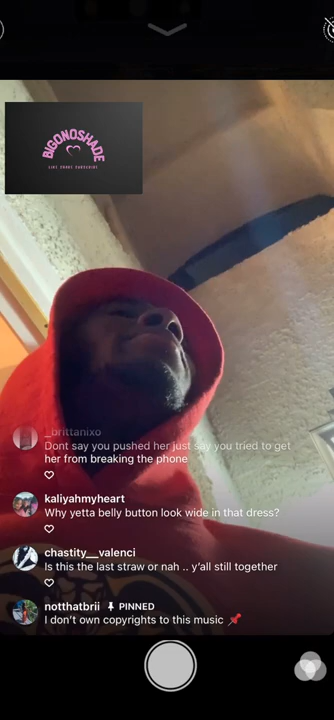 BIGONOSHADE
LIKE SHARE SUBSCRIBE
_brittanixo
Dont say you pushed her just say you tried to get
her from breaking the phone
kaliyahmyheart
Why yetta belly button look wide in that dress?
chastity__valenci
Is this the last straw or nah .. y'all still together
notthatbrii PINNED
I don't own copyrights to this music 📌